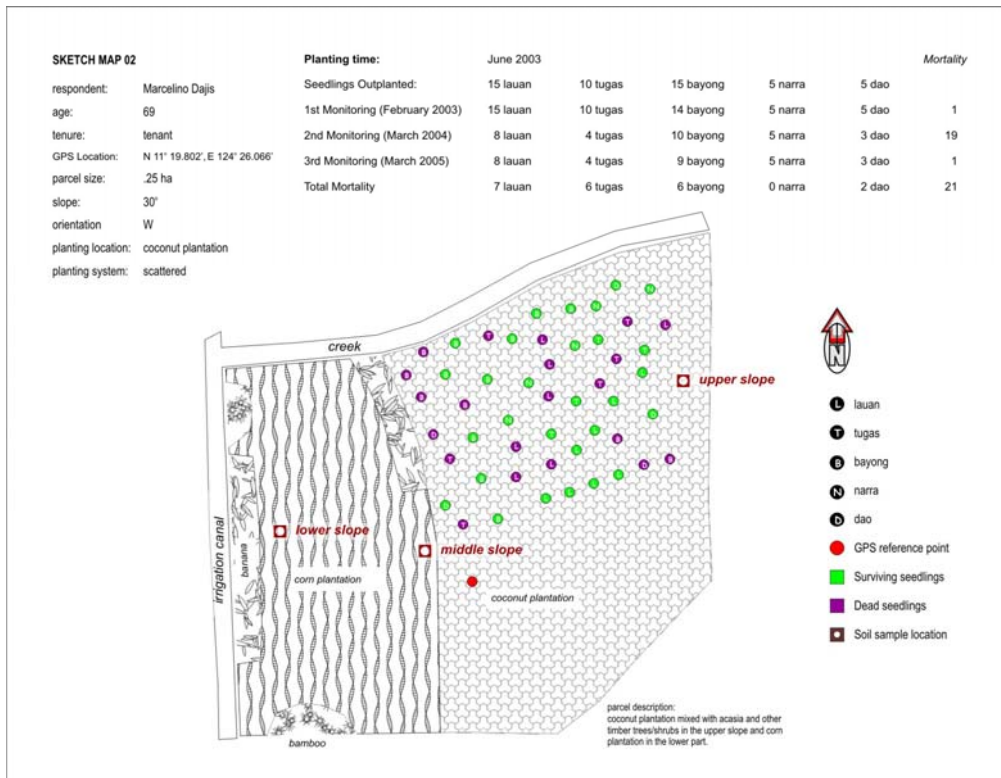 SKETCH MAP 02
respondent: Marcelino Dajis
age: 69
tenure: tenant
GPS Location: N 11° 19.802', E 124° 26.066'
parcel size: .25 ha
slope: 30°
orientation W
planting location: coconut plantation
planting system: scattered
Planting time: June 2003 Mortality
Seedlings Outplanted: 15 lauan 10 tugas 15 bayong 5 narra 5 dao
1st Monitoring (February 2003) 15 lauan 10 tugas 14 bayong 5 narra 5 dao 1
2nd Monitoring (March 2004) 8 lauan 4 tugas 10 bayong 5 narra 3 dao 19
3rd Monitoring (March 2005) 8 lauan 4 tugas 9 bayong 5 narra 3 dao 1
Total Mortality 7 lauan 6 tugas 6 bayong 0 narra 2 dao 21
creek
upper slope
irrigation canal
banana
lower slope
middle slope
corn plantation
coconut plantation
bamboo
N
L lauan
T tugas
B bayong
N narra
D dao
GPS reference point
Surviving seedlings
Dead seedlings
Soil sample location
parcel description:
coconut plantation mixed with acasia and other
timber trees/shrubs in the upper slope and corn
plantation in the lower part.